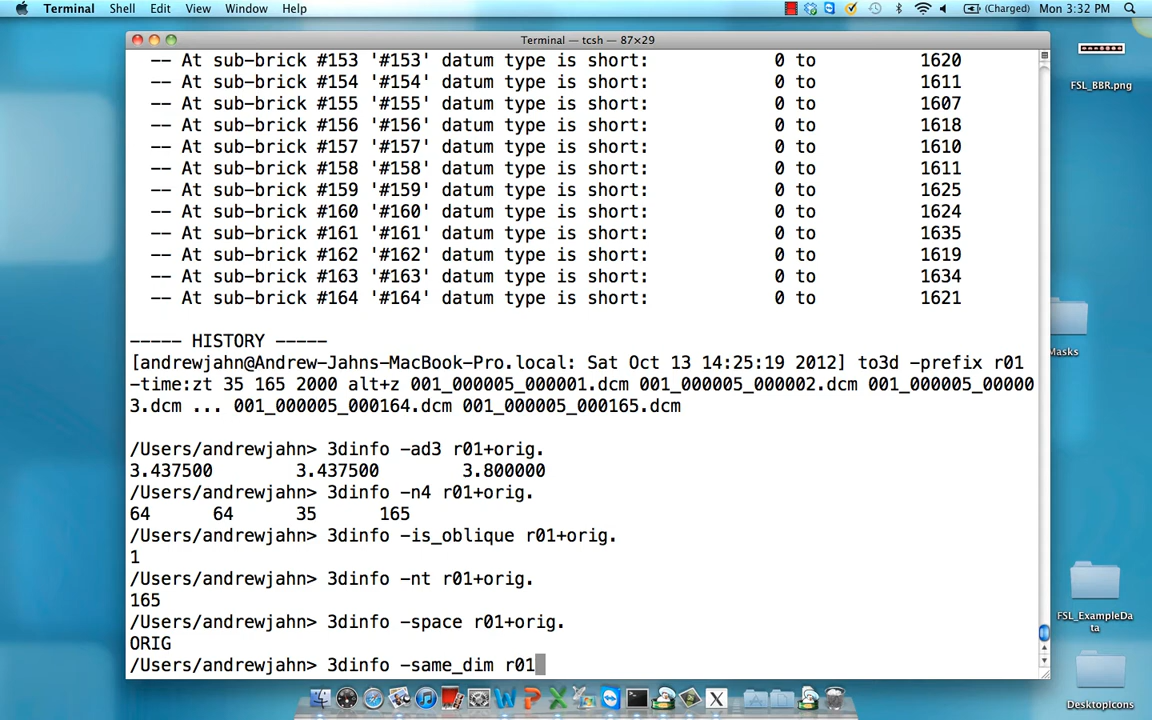 Terminal Shell Edit View Window Help (Charged) Mon 3:32 PM
Terminal — tcsh — 87×29
-- At sub-brick #153 '#153' datum type is short: 0 to 1620
-- At sub-brick #154 '#154' datum type is short: 0 to 1611
-- At sub-brick #155 '#155' datum type is short: 0 to 1607
-- At sub-brick #156 '#156' datum type is short: 0 to 1618
-- At sub-brick #157 '#157' datum type is short: 0 to 1610
-- At sub-brick #158 '#158' datum type is short: 0 to 1611
-- At sub-brick #159 '#159' datum type is short: 0 to 1625
-- At sub-brick #160 '#160' datum type is short: 0 to 1624
-- At sub-brick #161 '#161' datum type is short: 0 to 1635
-- At sub-brick #162 '#162' datum type is short: 0 to 1619
-- At sub-brick #163 '#163' datum type is short: 0 to 1634
-- At sub-brick #164 '#164' datum type is short: 0 to 1621
----- HISTORY -----
[andrewjahn@Andrew-Jahns-MacBook-Pro.local: Sat Oct 13 14:25:19 2012] to3d -prefix r01
-time:zt 35 165 2000 alt+z 001_000005_000001.dcm 001_000005_000002.dcm 001_000005_00000
3.dcm ... 001_000005_000164.dcm 001_000005_000165.dcm
/Users/andrewjahn> 3dinfo -ad3 r01+orig.
3.437500 3.437500 3.800000
/Users/andrewjahn> 3dinfo -n4 r01+orig.
64 64 35 165
/Users/andrewjahn> 3dinfo -is_oblique r01+orig.
1
/Users/andrewjahn> 3dinfo -nt r01+orig.
165
/Users/andrewjahn> 3dinfo -space r01+orig.
ORIG
/Users/andrewjahn> 3dinfo -same_dim r01
FSL_BBR.png
Masks
FSL_ExampleDa
ta
DesktopIcons